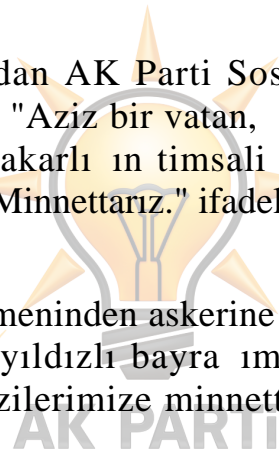 dan AK Parti Sos
"Aziz bir vatan,
akarlı ın timsali
Minnettarız." ifadel
meninden askerine
yıldızlı bayra ım
zilerimize minnett
AK PARTi